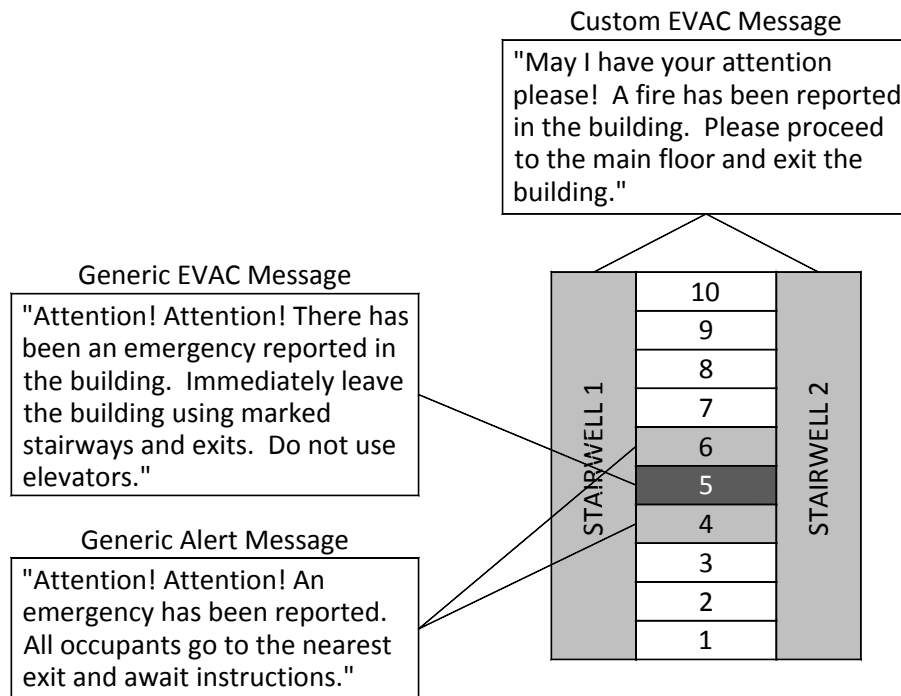 Custom EVAC Message
"May I have your attention
please!  A fire has been reported
in the building.  Please proceed
to the main floor and exit the
building."
Generic EVAC Message
"Attention! Attention! There has
been an emergency reported in
the building.  Immediately leave
the building using marked
stairways and exits.  Do not use
elevators."
Generic Alert Message
"Attention! Attention! An
emergency has been reported.
All occupants go to the nearest
exit and await instructions."
STAIRWELL 1
10
9
8
7
6
5
4
3
2
1
STAIRWELL 2